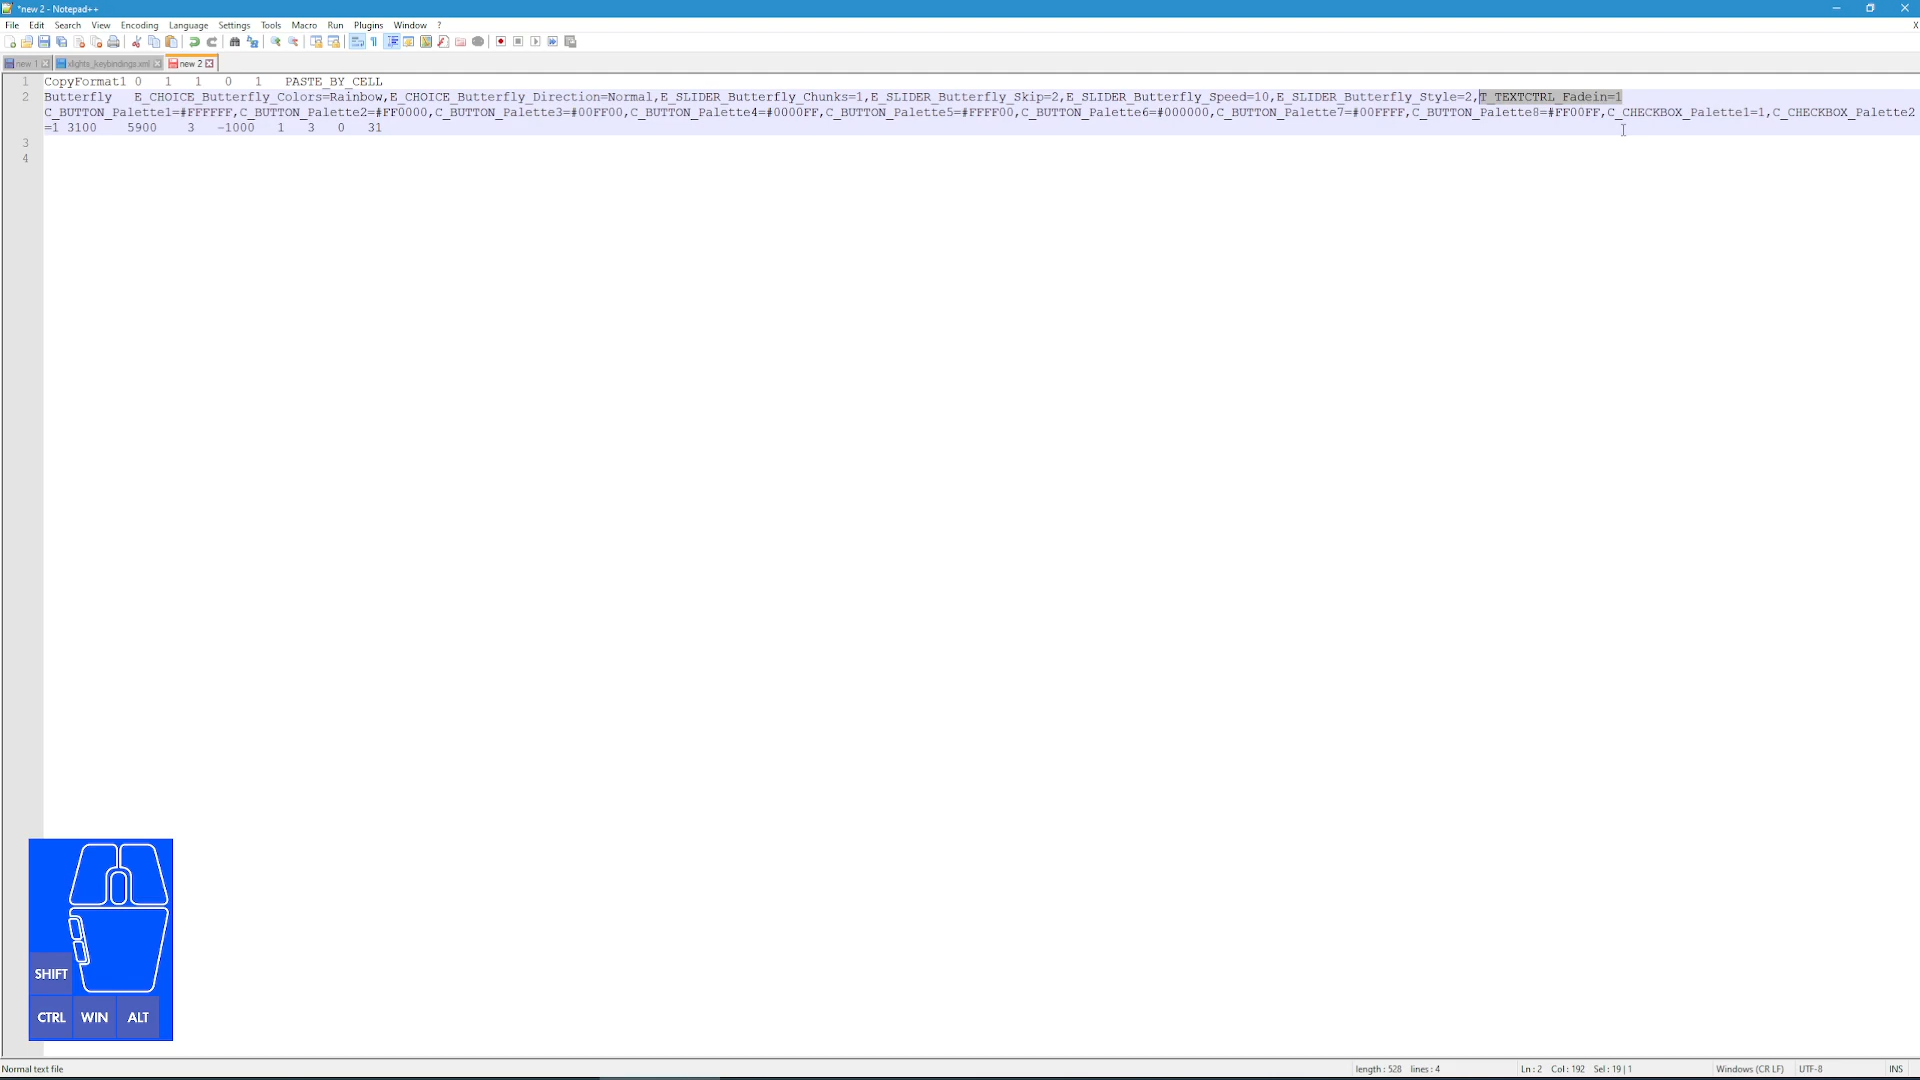 *new 2 - Notepad++
File Edit Search View Encoding Language Settings Tools Macro Run Plugins Window ? X
new 1 xlights_keybindings.xml new 2
1 CopyFormat1 0 1 1 0 1 PASTE_BY_CELL
2 Butterfly E_CHOICE_Butterfly_Colors=Rainbow,E_CHOICE_Butterfly_Direction=Normal,E_SLIDER_Butterfly_Chunks=1,E_SLIDER_Butterfly_Skip=2,E_SLIDER_Butterfly_Speed=10,E_SLIDER_Butterfly_Style=2,T_TEXTCTRL_Fadein=1
C_BUTTON_Palette1=#FFFFFF,C_BUTTON_Palette2=#FF0000,C_BUTTON_Palette3=#00FF00,C_BUTTON_Palette4=#0000FF,C_BUTTON_Palette5=#FFFF00,C_BUTTON_Palette6=#000000,C_BUTTON_Palette7=#00FFFF,C_BUTTON_Palette8=#FF00FF,C_CHECKBOX_Palette1=1,C_CHECKBOX_Palette2
=1 3100 5900 3 -1000 1 3 0 31
3
4
SHIFT
CTRL WIN ALT
Normal text file length : 528 lines : 4 Ln : 2 Col : 192 Sel : 19 | 1 Windows (CR LF) UTF-8 INS